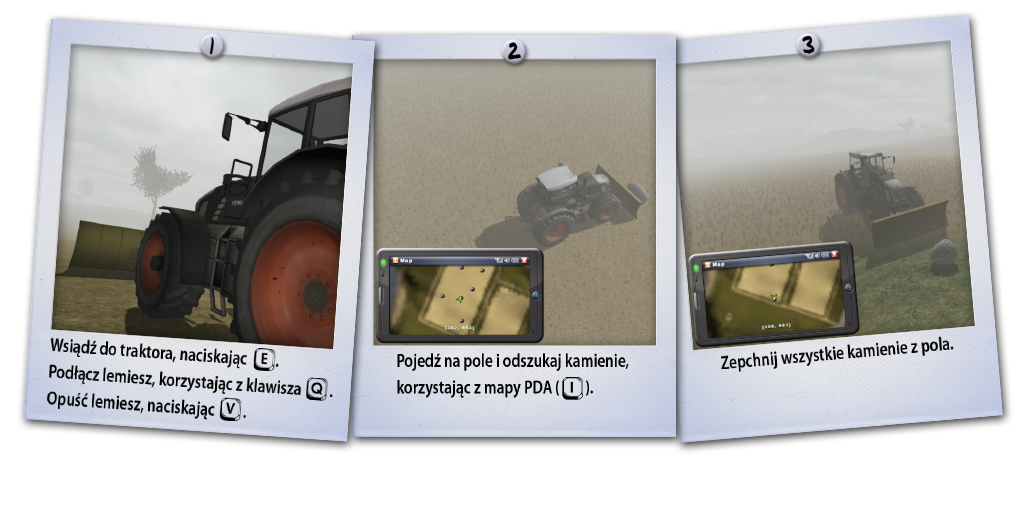 1
2
3
Map
Map
Wsiądź do traktora, naciskając E.
Podłącz lemiesz, korzystając z klawisza Q.
Opuść lemiesz, naciskając V.
Pojedź na pole i odszukaj kamienie,
korzystając z mapy PDA (I).
Zepchnij wszystkie kamienie z pola.